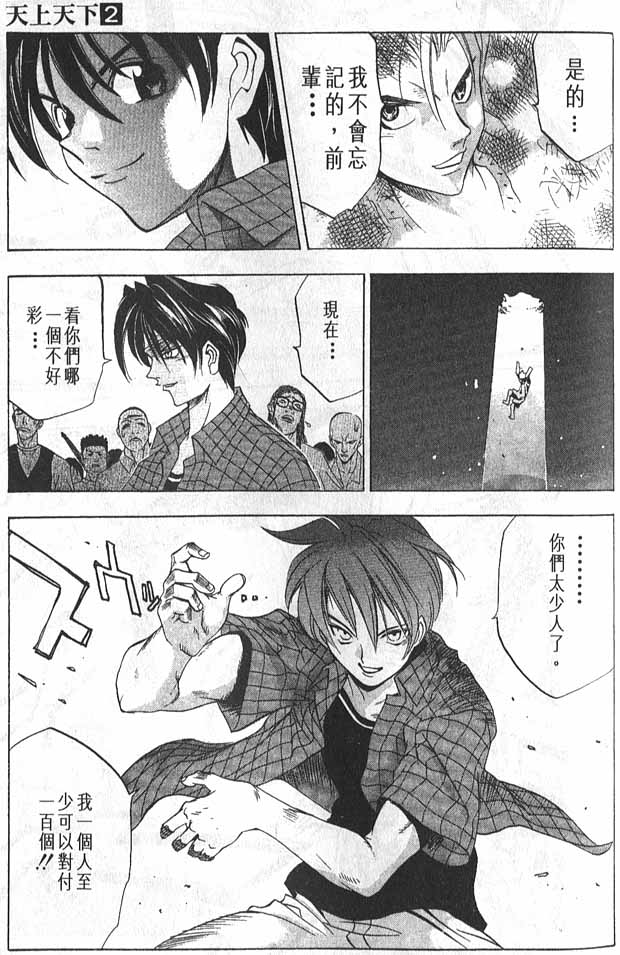 天上天下2
是的…
我不會忘
記的，前
輩…
現在…
看你們哪
一個不好
彩…
………
你們太少人了。
我一個人至
少可以對付
一百個!!